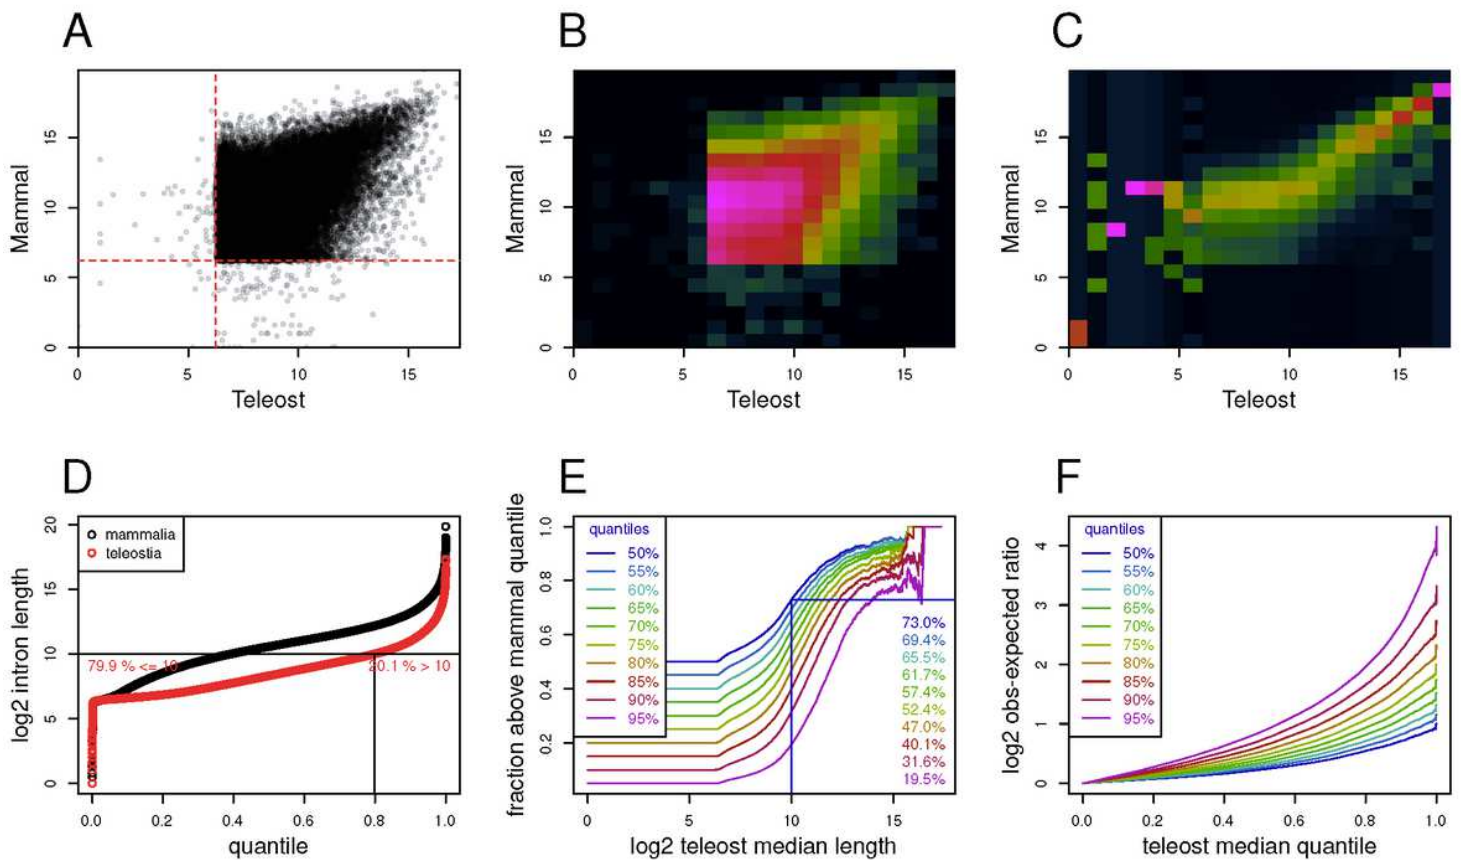 A
B
C
Mammal
0 5 10 15
0 5 10 15
Teleost
Mammal
0 5 10 15
0 5 10 15
Teleost
Mammal
0 5 10 15
0 5 10 15
Teleost
D
E
F
log2 intron length
0 5 10 15 20
mammalia
teleostia
79.9 % <= 10
20.1 % > 10
0.0 0.2 0.4 0.6 0.8 1.0
quantile
fraction above mammal quantile
0.2 0.4 0.6 0.8 1.0
quantiles
50%
55%
60%
65%
70%
75%
80%
85%
90%
95%
73.0%
69.4%
65.5%
61.7%
57.4%
52.4%
47.0%
40.1%
31.6%
19.5%
0 5 10 15
log2 teleost median length
log2 obs-expected ratio
0 1 2 3 4
quantiles
50%
55%
60%
65%
70%
75%
80%
85%
90%
95%
0.0 0.2 0.4 0.6 0.8 1.0
teleost median quantile